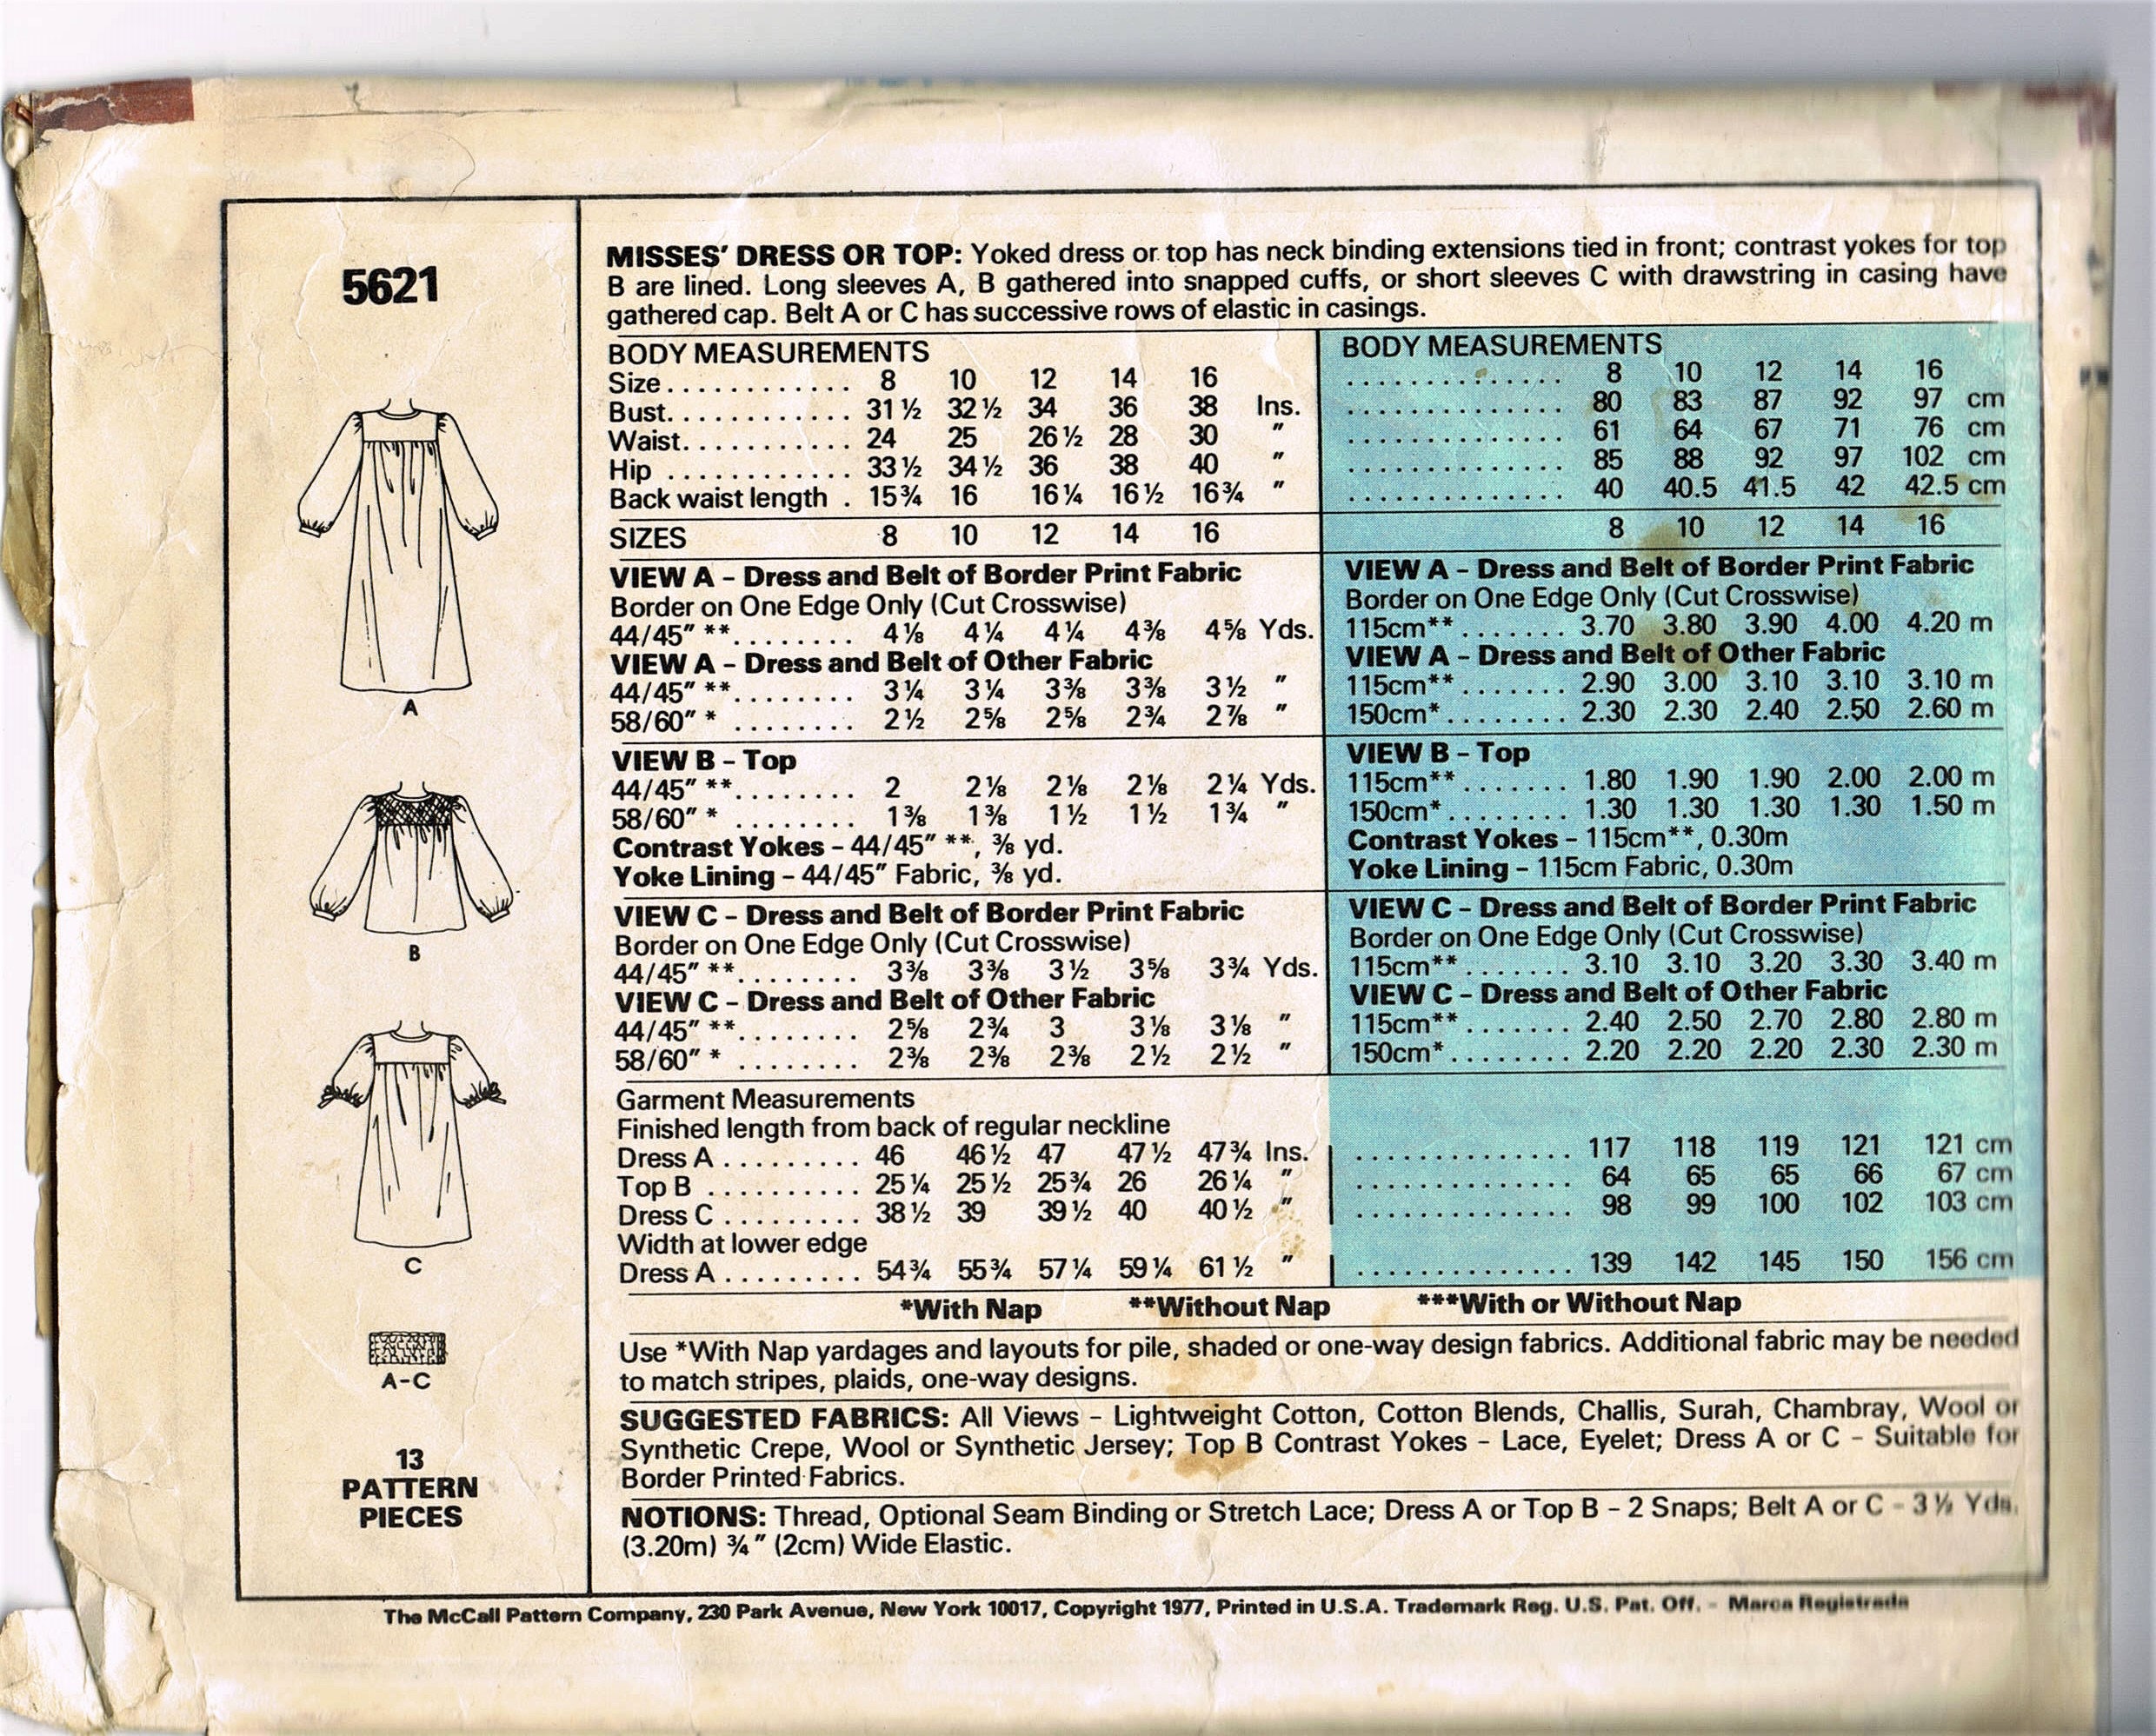 5621
A
B
C
A-C
13
PATTERN
PIECES
MISSES' DRESS OR TOP: Yoked dress or top has neck binding extensions tied in front; contrast yokes for top
B are lined. Long sleeves A, B gathered into snapped cuffs, or short sleeves C with drawstring in casing have
gathered cap. Belt A or C has successive rows of elastic in casings.
BODY MEASUREMENTS
Size............ 8 10 12 14 16
Bust............ 31½ 32½ 34 36 38 Ins.
Waist........... 24 25 26½ 28 30 "
Hip ............ 33½ 34½ 36 38 40 "
Back waist length . 15¾ 16 16¼ 16½ 16¾ "
SIZES 8 10 12 14 16
VIEW A – Dress and Belt of Border Print Fabric
Border on One Edge Only (Cut Crosswise)
44/45" **........ 4⅛ 4¼ 4¼ 4⅜ 4⅝ Yds.
VIEW A – Dress and Belt of Other Fabric
44/45" **........ 3¼ 3¼ 3⅜ 3⅜ 3½ "
58/60" * ........ 2½ 2⅝ 2⅝ 2¾ 2⅞ "
VIEW B – Top
44/45" **........ 2 2⅛ 2⅛ 2⅛ 2¼ Yds.
58/60" * ........ 1⅜ 1⅜ 1½ 1½ 1¾ "
Contrast Yokes – 44/45" **, ⅜ yd.
Yoke Lining – 44/45" Fabric, ⅜ yd.
VIEW C – Dress and Belt of Border Print Fabric
Border on One Edge Only (Cut Crosswise)
44/45" **........ 3⅜ 3⅜ 3½ 3⅝ 3¾ Yds.
VIEW C – Dress and Belt of Other Fabric
44/45" **........ 2⅝ 2¾ 3 3⅛ 3⅛ "
58/60" * ........ 2⅜ 2⅜ 2⅜ 2½ 2½ "
Garment Measurements
Finished length from back of regular neckline
Dress A ......... 46 46½ 47 47½ 47¾ Ins.
Top B .......... 25¼ 25½ 25¾ 26 26¼ "
Dress C ......... 38½ 39 39½ 40 40½ "
Width at lower edge
Dress A ......... 54¾ 55¾ 57¼ 59¼ 61½ "
BODY MEASUREMENTS
.............. 8 10 12 14 16
.............. 80 83 87 92 97 cm
.............. 61 64 67 71 76 cm
.............. 85 88 92 97 102 cm
.............. 40 40.5 41.5 42 42.5 cm
8 10 12 14 16
VIEW A – Dress and Belt of Border Print Fabric
Border on One Edge Only (Cut Crosswise)
115cm**....... 3.70 3.80 3.90 4.00 4.20 m
VIEW A – Dress and Belt of Other Fabric
115cm**....... 2.90 3.00 3.10 3.10 3.10 m
150cm*........ 2.30 2.30 2.40 2.50 2.60 m
VIEW B – Top
115cm**....... 1.80 1.90 1.90 2.00 2.00 m
150cm*........ 1.30 1.30 1.30 1.30 1.50 m
Contrast Yokes – 115cm**, 0.30m
Yoke Lining – 115cm Fabric, 0.30m
VIEW C – Dress and Belt of Border Print Fabric
Border on One Edge Only (Cut Crosswise)
115cm**....... 3.10 3.10 3.20 3.30 3.40 m
VIEW C – Dress and Belt of Other Fabric
115cm**....... 2.40 2.50 2.70 2.80 2.80 m
150cm*........ 2.20 2.20 2.20 2.30 2.30 m
.............. 117 118 119 121 121 cm
.............. 64 65 65 66 67 cm
.............. 98 99 100 102 103 cm
.............. 139 142 145 150 156 cm
*With Nap **Without Nap ***With or Without Nap
Use *With Nap yardages and layouts for pile, shaded or one-way design fabrics. Additional fabric may be needed
to match stripes, plaids, one-way designs.
SUGGESTED FABRICS: All Views – Lightweight Cotton, Cotton Blends, Challis, Surah, Chambray, Wool or
Synthetic Crepe, Wool or Synthetic Jersey; Top B Contrast Yokes – Lace, Eyelet; Dress A or C – Suitable for
Border Printed Fabrics.
NOTIONS: Thread, Optional Seam Binding or Stretch Lace; Dress A or Top B – 2 Snaps; Belt A or C – 3½ Yds.
(3.20m) ¾" (2cm) Wide Elastic.
The McCall Pattern Company, 230 Park Avenue, New York 10017, Copyright 1977, Printed in U.S.A. Trademark Reg. U.S. Pat. Off. – Marca Registrada